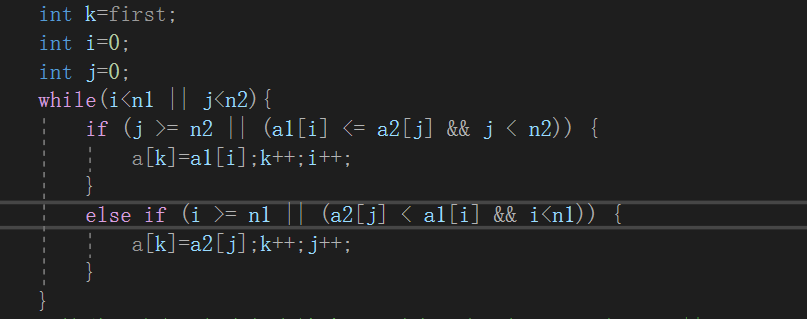 int k=first;
int i=0;
int j=0;
while(i<n1 || j<n2){
if (j >= n2 || (a1[i] <= a2[j] && j < n2)) {
a[k]=a1[i];k++;i++;
}
else if (i >= n1 || (a2[j] < a1[i] && i<n1)) {
a[k]=a2[j];k++;j++;
}
}